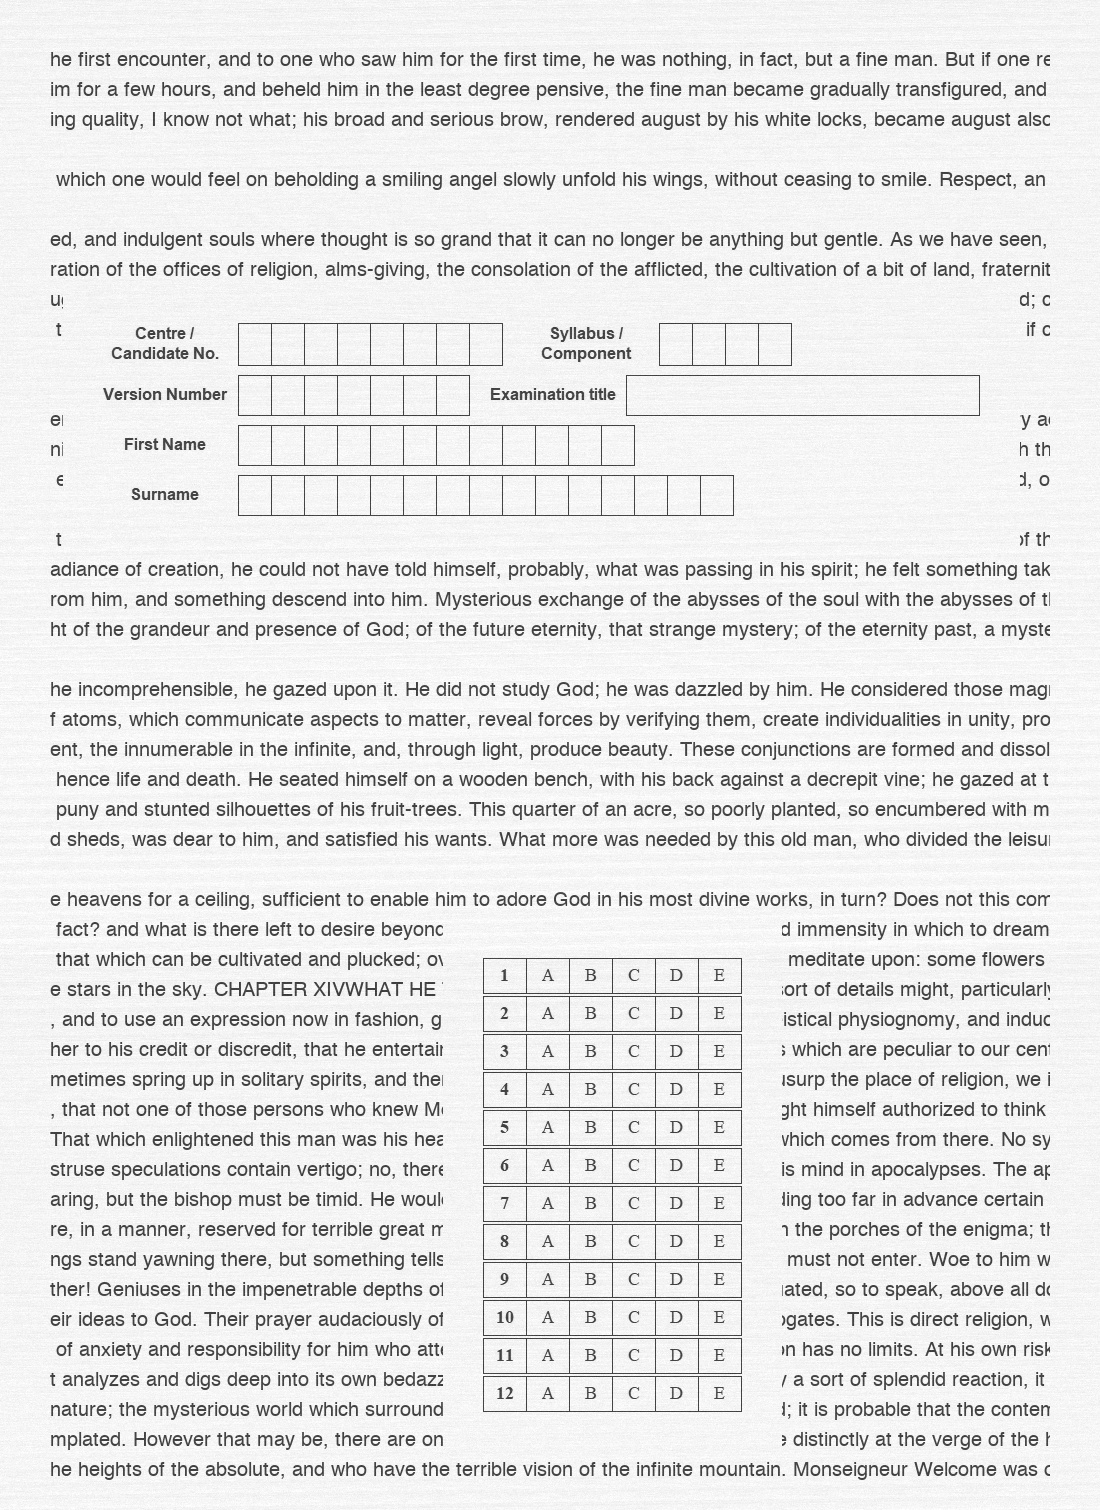 he first encounter, and to one who saw him for the first time, he was nothing, in fact, but a fine man. But if one re
im for a few hours, and beheld him in the least degree pensive, the fine man became gradually transfigured, and
ing quality, I know not what; his broad and serious brow, rendered august by his white locks, became august also
which one would feel on beholding a smiling angel slowly unfold his wings, without ceasing to smile. Respect, an
ed, and indulgent souls where thought is so grand that it can no longer be anything but gentle. As we have seen,
ration of the offices of religion, alms-giving, the consolation of the afflicted, the cultivation of a bit of land, fraternit
d; c
t if c
Centre / Candidate No. Syllabus / Component
Version Number Examination title
y a
First Name
ni h th
Surname
e d, o
t of th
adiance of creation, he could not have told himself, probably, what was passing in his spirit; he felt something tak
rom him, and something descend into him. Mysterious exchange of the abysses of the soul with the abysses of t
ht of the grandeur and presence of God; of the future eternity, that strange mystery; of the eternity past, a myste
he incomprehensible, he gazed upon it. He did not study God; he was dazzled by him. He considered those mag
f atoms, which communicate aspects to matter, reveal forces by verifying them, create individualities in unity, pro
ent, the innumerable in the infinite, and, through light, produce beauty. These conjunctions are formed and dissol
hence life and death. He seated himself on a wooden bench, with his back against a decrepit vine; he gazed at t
puny and stunted silhouettes of his fruit-trees. This quarter of an acre, so poorly planted, so encumbered with m
d sheds, was dear to him, and satisfied his wants. What more was needed by this old man, who divided the leisu
e heavens for a ceiling, sufficient to enable him to adore God in his most divine works, in turn? Does not this com
fact? and what is there left to desire beyond d immensity in which to dream
that which can be cultivated and plucked; ov meditate upon: some flowers
1 A B C D E
e stars in the sky. CHAPTER XIVWHAT HE sort of details might, particularly
2 A B C D E
, and to use an expression now in fashion, g istical physiognomy, and induc
3 A B C D E
her to his credit or discredit, that he entertain s which are peculiar to our cent
4 A B C D E
metimes spring up in solitary spirits, and the usurp the place of religion, we i
, that not one of those persons who knew M ght himself authorized to think
5 A B C D E
That which enlightened this man was his hea which comes from there. No sy
6 A B C D E
struse speculations contain vertigo; no, there is mind in apocalypses. The ap
7 A B C D E
aring, but the bishop must be timid. He would ding too far in advance certain
8 A B C D E
re, in a manner, reserved for terrible great m n the porches of the enigma; th
ngs stand yawning there, but something tells must not enter. Woe to him w
9 A B C D E
ther! Geniuses in the impenetrable depths of uated, so to speak, above all do
10 A B C D E
eir ideas to God. Their prayer audaciously of ogates. This is direct religion, w
11 A B C D E
of anxiety and responsibility for him who atte on has no limits. At his own risk
12 A B C D E
t analyzes and digs deep into its own bedazz y a sort of splendid reaction, it
nature; the mysterious world which surround d; it is probable that the contem
mplated. However that may be, there are on e distinctly at the verge of the h
he heights of the absolute, and who have the terrible vision of the infinite mountain. Monseigneur Welcome was c